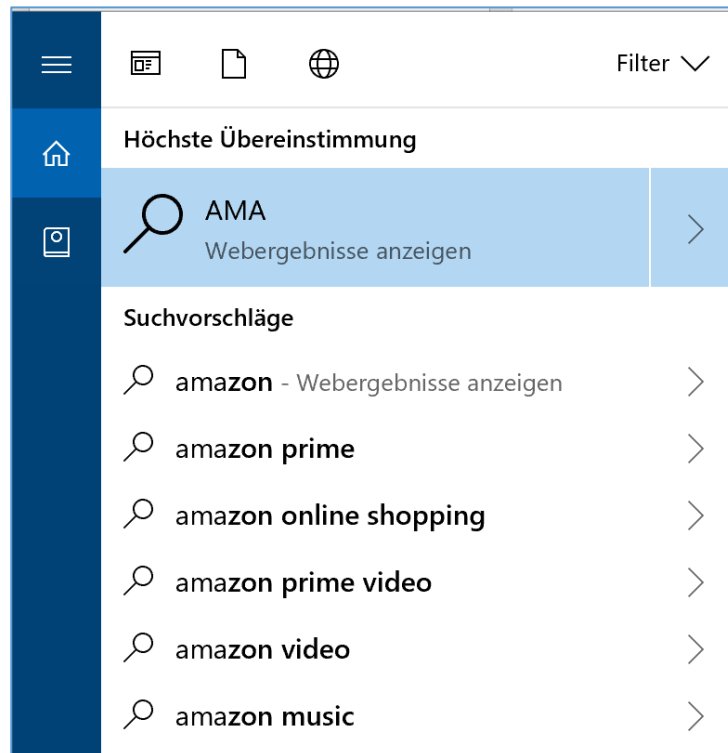 Filter
Höchste Übereinstimmung
AMA
Webergebnisse anzeigen
Suchvorschläge
amazon - Webergebnisse anzeigen
amazon prime
amazon online shopping
amazon prime video
amazon video
amazon music